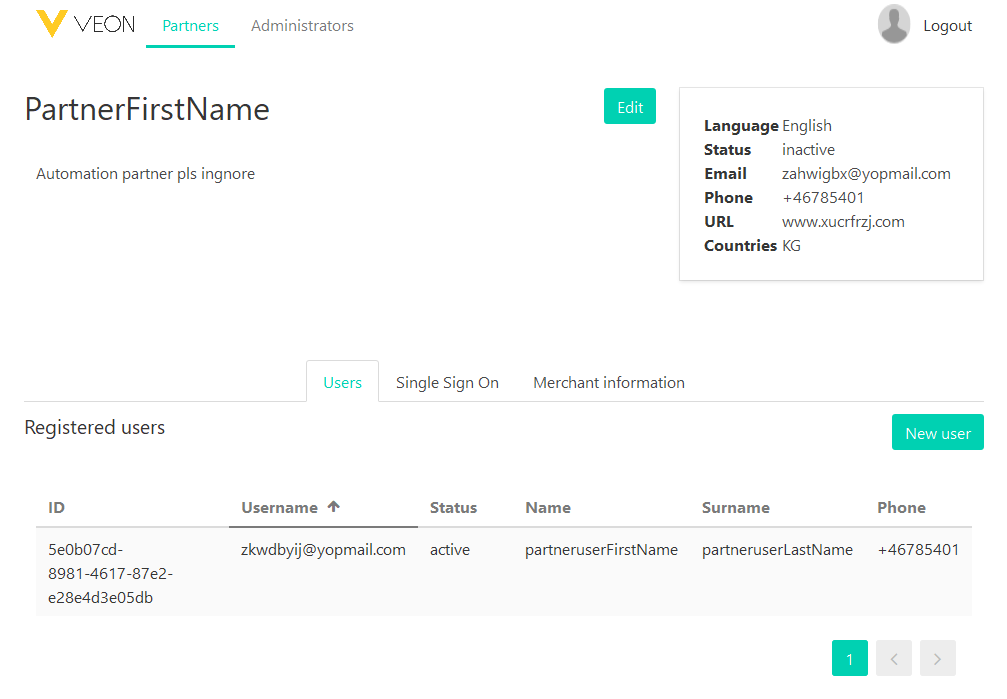 VEON Partners Administrators Logout
PartnerFirstName
Edit
Automation partner pls ingnore
Language English
Status inactive
Email zahwigbx@yopmail.com
Phone +46785401
URL www.xucrfrzj.com
Countries KG
Users Single Sign On Merchant information
Registered users
New user
ID Username Status Name Surname Phone
5e0b07cd- zkwdbyij@yopmail.com active partneruserFirstName partneruserLastName +46785401
8981-4617-87e2-
e28e4d3e05db
1